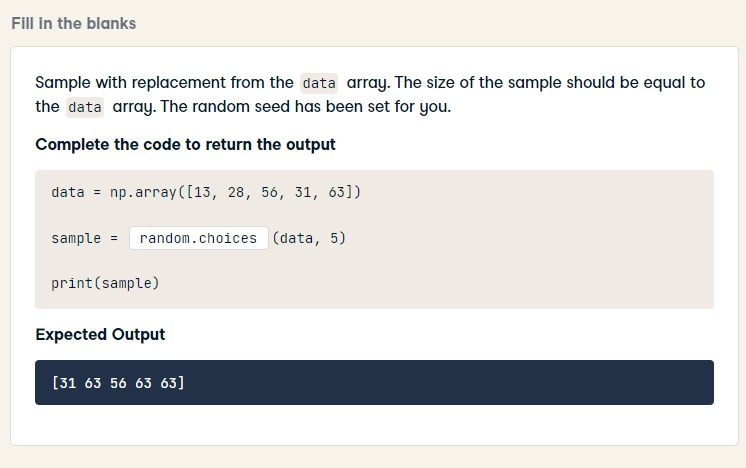 Fill in the blanks
Sample with replacement from the data array. The size of the sample should be equal to
the data array. The random seed has been set for you.
Complete the code to return the output
data = np.array([13, 28, 56, 31, 63])
sample = random.choices (data, 5)
print(sample)
Expected Output
[31 63 56 63 63]